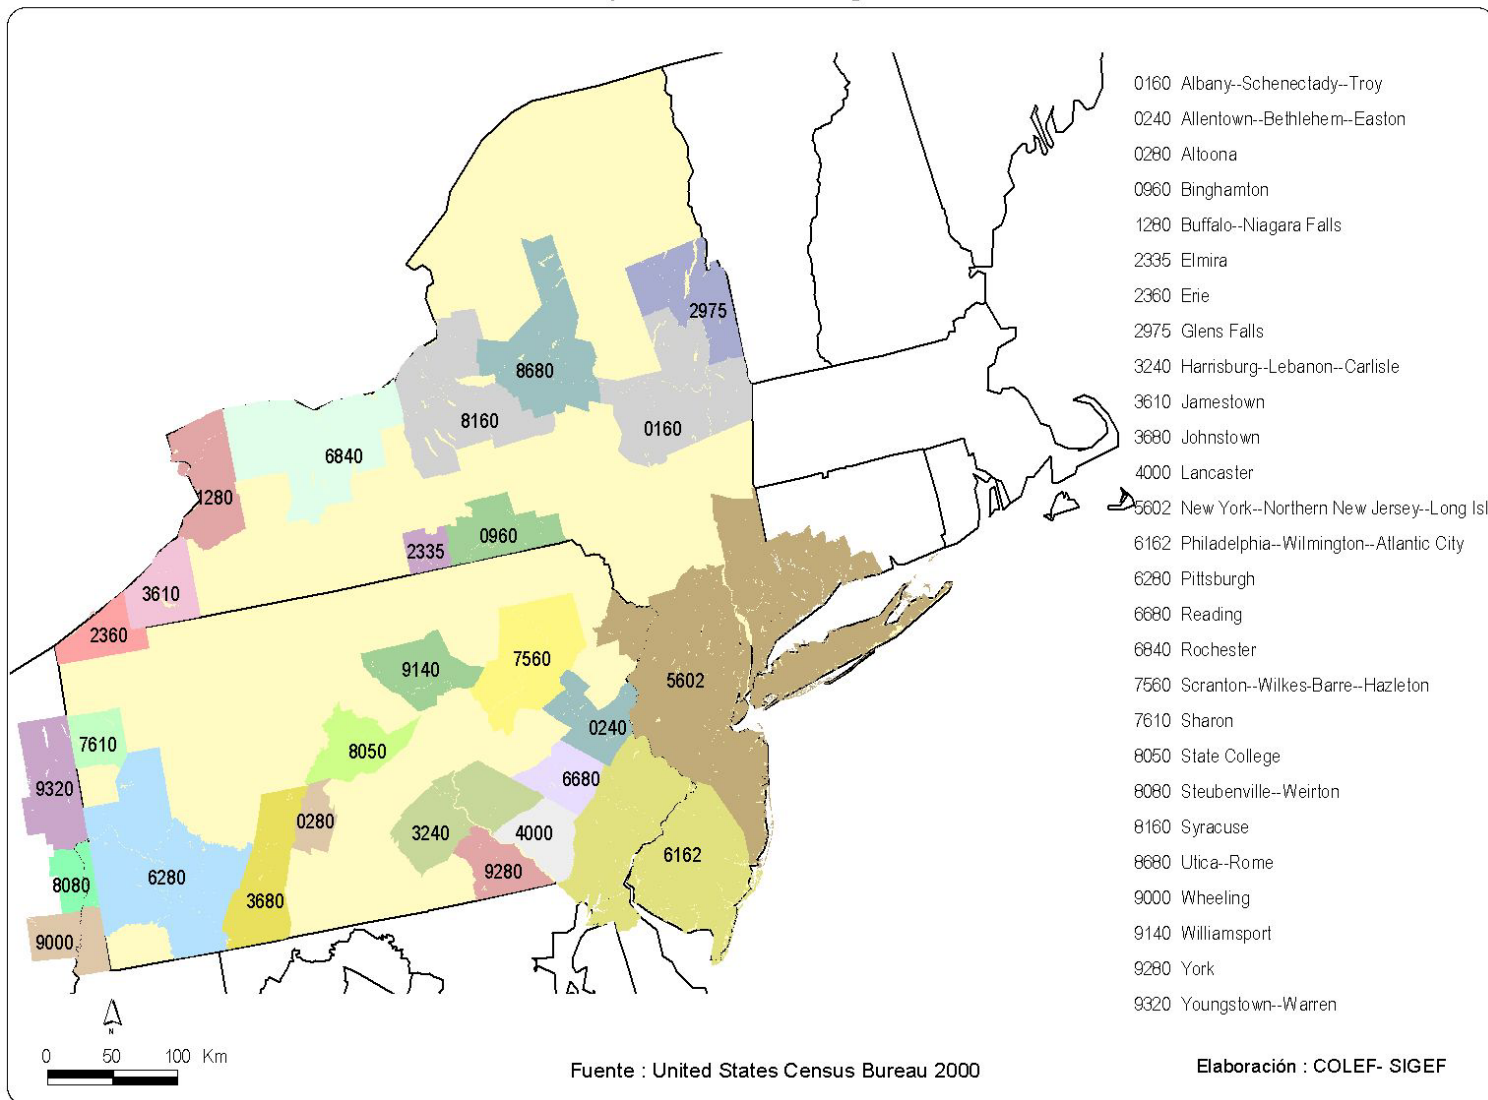 2975
8680
8160
0160
6840
1280
2335
0960
3610
2360
9140
7560
5602
0240
7610
8050
6680
9320
0280
3240
4000
6162
9280
8080
6280
3680
9000
0160 Albany--Schenectady--Troy
0240 Allentown--Bethlehem--Easton
0280 Altoona
0960 Binghamton
1280 Buffalo--Niagara Falls
2335 Elmira
2360 Erie
2975 Glens Falls
3240 Harrisburg--Lebanon--Carlisle
3610 Jamestown
3680 Johnstown
4000 Lancaster
5602 New York--Northern New Jersey--Long Isl
6162 Philadelphia--Wilmington--Atlantic City
6280 Pittsburgh
6680 Reading
6840 Rochester
7560 Scranton--Wilkes-Barre--Hazleton
7610 Sharon
8050 State College
8080 Steubenville--Weirton
8160 Syracuse
8680 Utica--Rome
9000 Wheeling
9140 Williamsport
9280 York
9320 Youngstown--Warren
N
0 50 100 Km
Fuente : United States Census Bureau 2000
Elaboración : COLEF- SIGEF